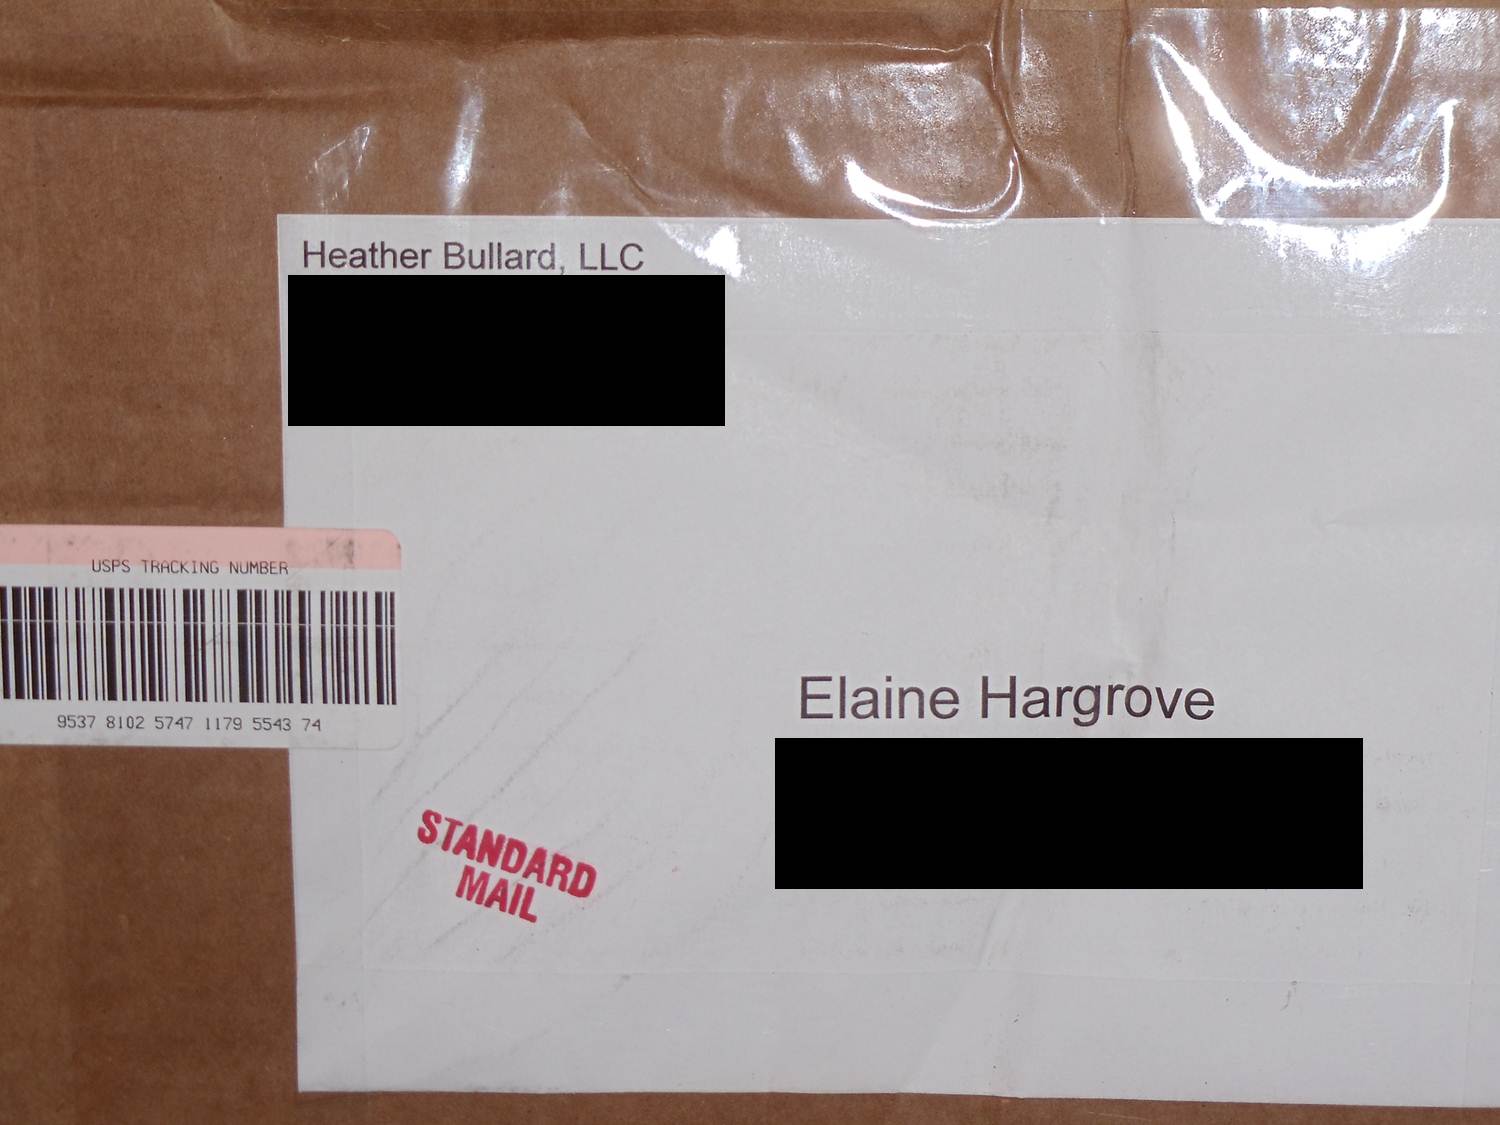 Heather Bullard, LLC
USPS TRACKING NUMBER
9537 8102 5747 1179 5543 74
Elaine Hargrove
STANDARD
MAIL